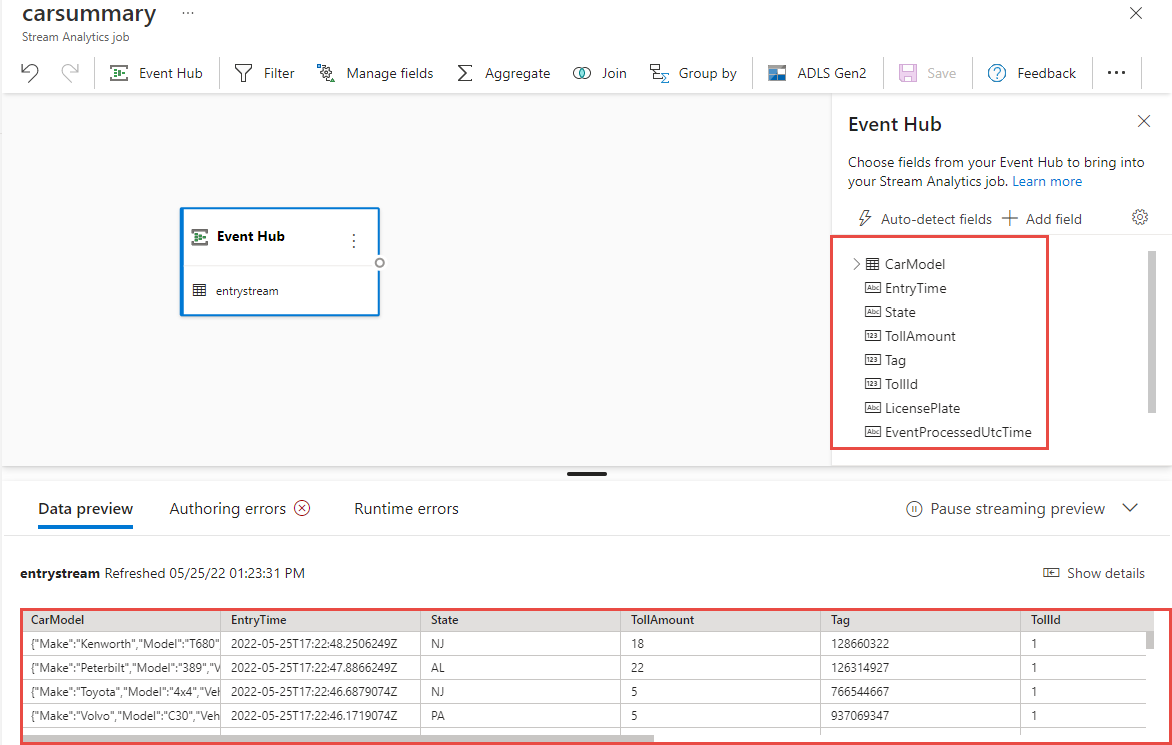 carsummary ...
Stream Analytics job
Event Hub Filter Manage fields Aggregate Join Group by ADLS Gen2 Save Feedback ...
Event Hub
Choose fields from your Event Hub to bring into
your Stream Analytics job. Learn more
Auto-detect fields Add field
CarModel
Abc EntryTime
Abc State
123 TollAmount
123 Tag
123 TollId
Abc LicensePlate
Abc EventProcessedUtcTime
Event Hub
entrystream
Data preview Authoring errors Runtime errors Pause streaming preview
entrystream Refreshed 05/25/22 01:23:31 PM Show details
CarModel EntryTime State TollAmount Tag TollId
{"Make":"Kenworth","Model":"T680" 2022-05-25T17:22:48.2506249Z NJ 18 128660322 1
{"Make":"Peterbilt","Model":"389","V 2022-05-25T17:22:47.8866249Z AL 22 126314927 1
{"Make":"Toyota","Model":"4x4","Veh 2022-05-25T17:22:46.6879074Z NJ 5 766544667 1
{"Make":"Volvo","Model":"C30","Veh 2022-05-25T17:22:46.1719074Z PA 5 937069347 1